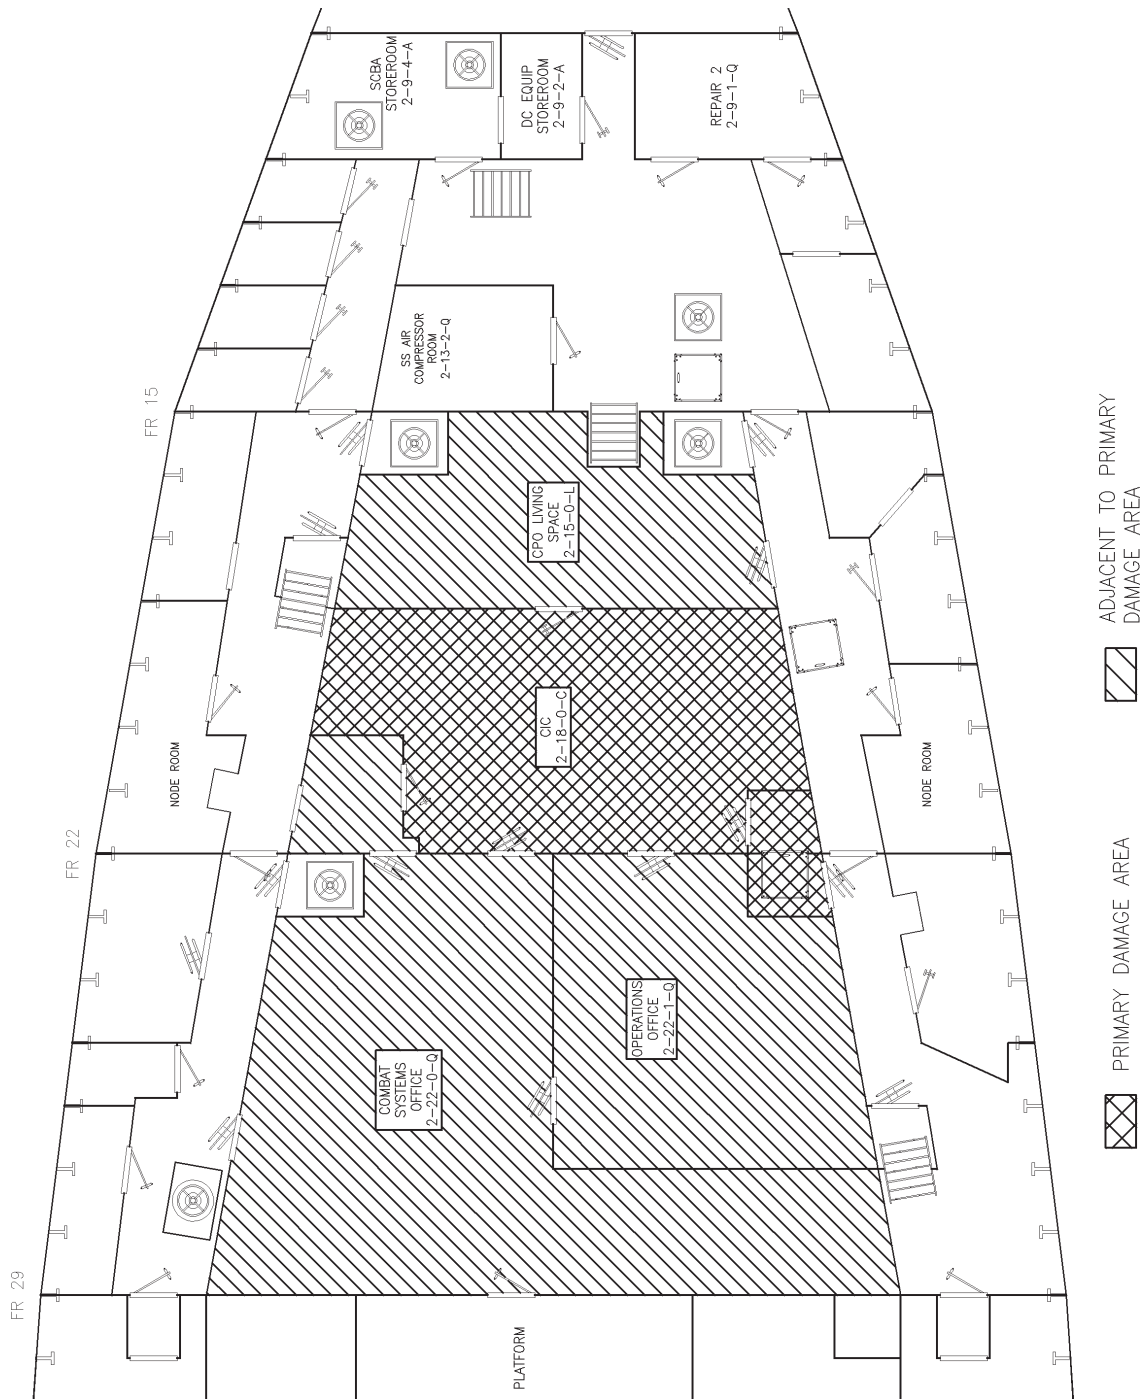 SCBA
STOREROOM
2-9-4-A
DC EQUIP
STOREROOM
2-9-2-A
REPAIR 2
2-9-1-Q
SS AIR
COMPRESSOR
ROOM
2-13-2-Q
FR 15
CPO LIVING
SPACE
2-15-0-L
CIC
2-18-0-C
NODE ROOM
NODE ROOM
FR 22
COMBAT
SYSTEMS
OFFICE
2-22-0-Q
OPERATIONS
OFFICE
2-22-1-Q
FR 29
PLATFORM
PRIMARY DAMAGE AREA
ADJACENT TO PRIMARY
DAMAGE AREA